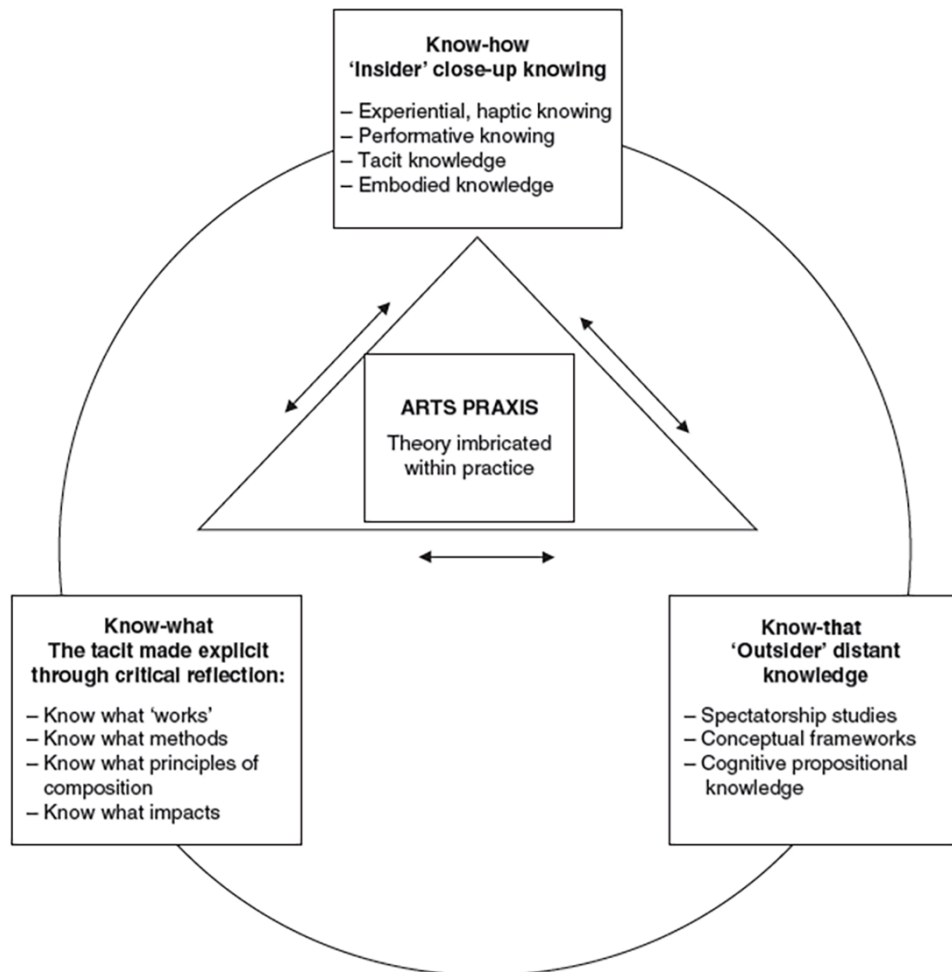 Know-how
‘Insider’ close-up knowing
– Experiential, haptic knowing
– Performative knowing
– Tacit knowledge
– Embodied knowledge
ARTS PRAXIS
Theory imbricated
within practice
Know-what
The tacit made explicit
through critical reflection:
– Know what ‘works’
– Know what methods
– Know what principles of
composition
– Know what impacts
Know-that
‘Outsider’ distant
knowledge
– Spectatorship studies
– Conceptual frameworks
– Cognitive propositional
knowledge